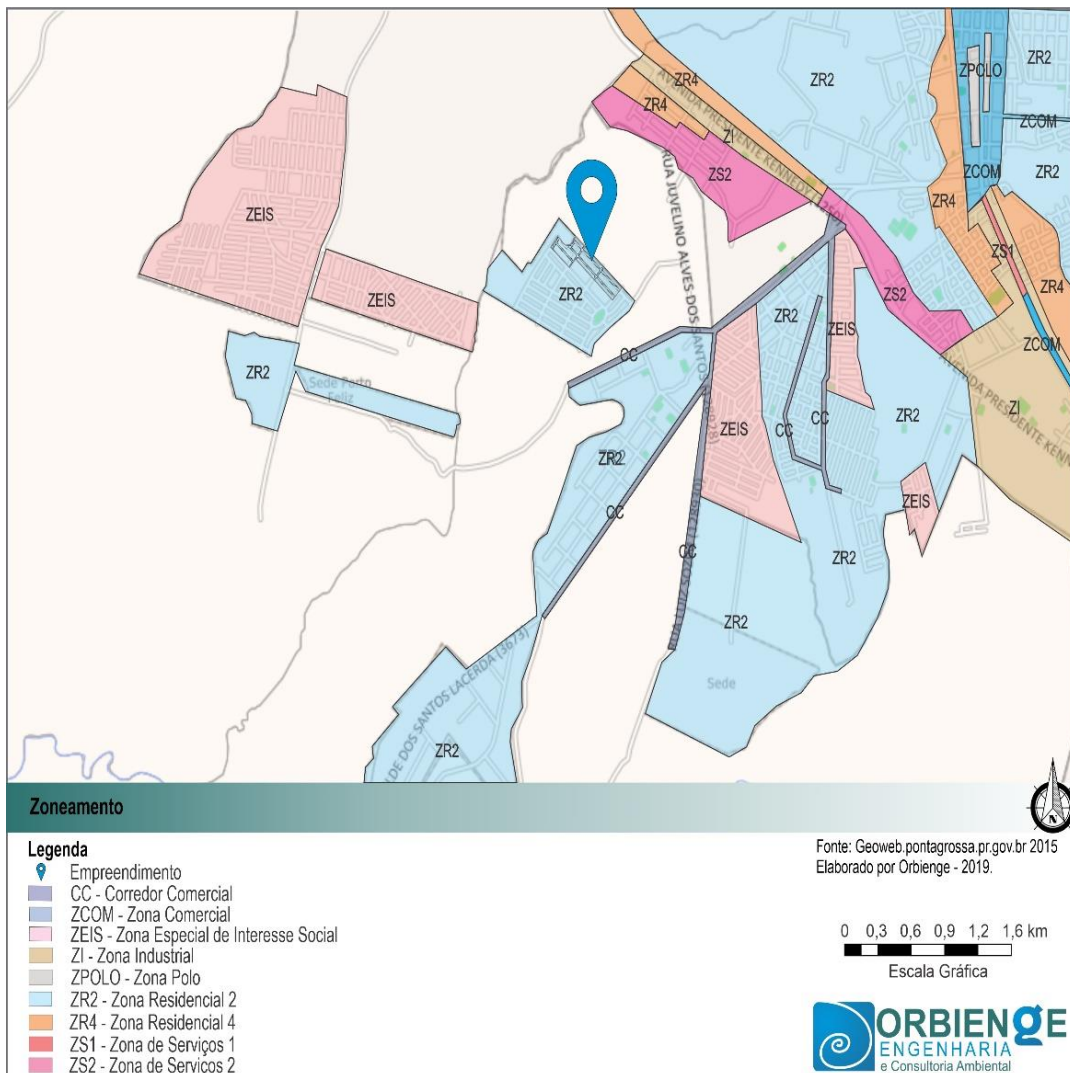 ZR4
AVENIDA PRESIDENTE KENNEDY (1250)
ZR4
ZI
ZR2
ZPOLO
ZR2
ZCOM
ZCOM
ZR2
ZS2
RUA JUVELINO ALVES DOS SANTOS
ZEIS
ZR4
ZS1
ZR4
ZEIS
ZR2
ZR2
ZEIS
ZS2
ZCOM
CC
AVENIDA PRESIDENTE KENN
ZR2
Sede Porto
Feliz
ZI
ZR2
ZEIS
CC
CC
ZR2
ZR2
ZEIS
CC
CC
ZR2
ZR2
Sede
LDE DOS SANTOS LACERDA (3673)
ZR2
Zoneamento
N
Legenda
Empreendimento
CC - Corredor Comercial
ZCOM - Zona Comercial
ZEIS - Zona Especial de Interesse Social
ZI - Zona Industrial
ZPOLO - Zona Polo
ZR2 - Zona Residencial 2
ZR4 - Zona Residencial 4
ZS1 - Zona de Serviços 1
ZS2 - Zona de Serviços 2
Fonte: Geoweb.pontagrossa.pr.gov.br 2015
Elaborado por Orbienge - 2019.
0 0,3 0,6 0,9 1,2 1,6 km
Escala Gráfica
ORBIENGE
ENGENHARIA
e Consultoria Ambiental